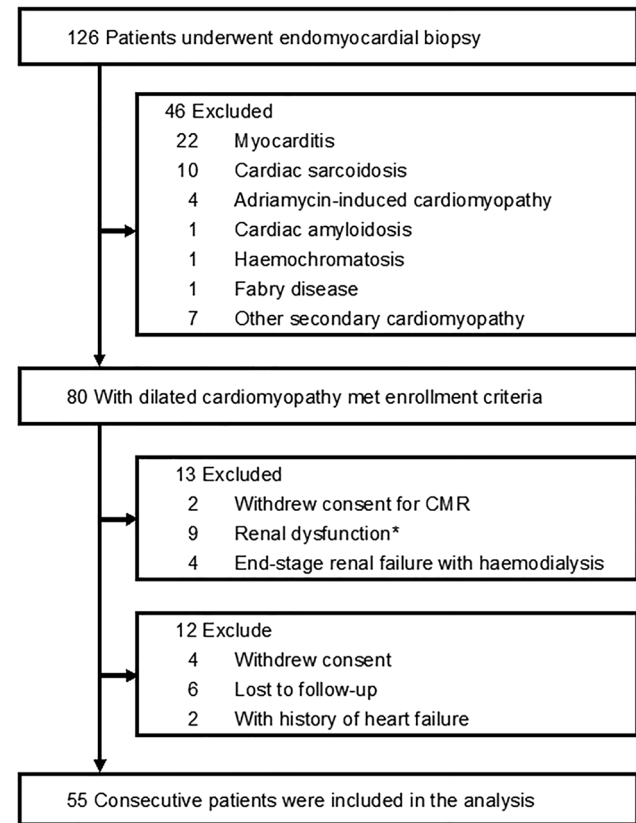 126 Patients underwent endomyocardial biopsy
46 Excluded
22 Myocarditis
10 Cardiac sarcoidosis
4 Adriamycin-induced cardiomyopathy
1 Cardiac amyloidosis
1 Haemochromatosis
1 Fabry disease
7 Other secondary cardiomyopathy
80 With dilated cardiomyopathy met enrollment criteria
13 Excluded
2 Withdrew consent for CMR
9 Renal dysfunction*
4 End-stage renal failure with haemodialysis
12 Exclude
4 Withdrew consent
6 Lost to follow-up
2 With history of heart failure
55 Consecutive patients were included in the analysis